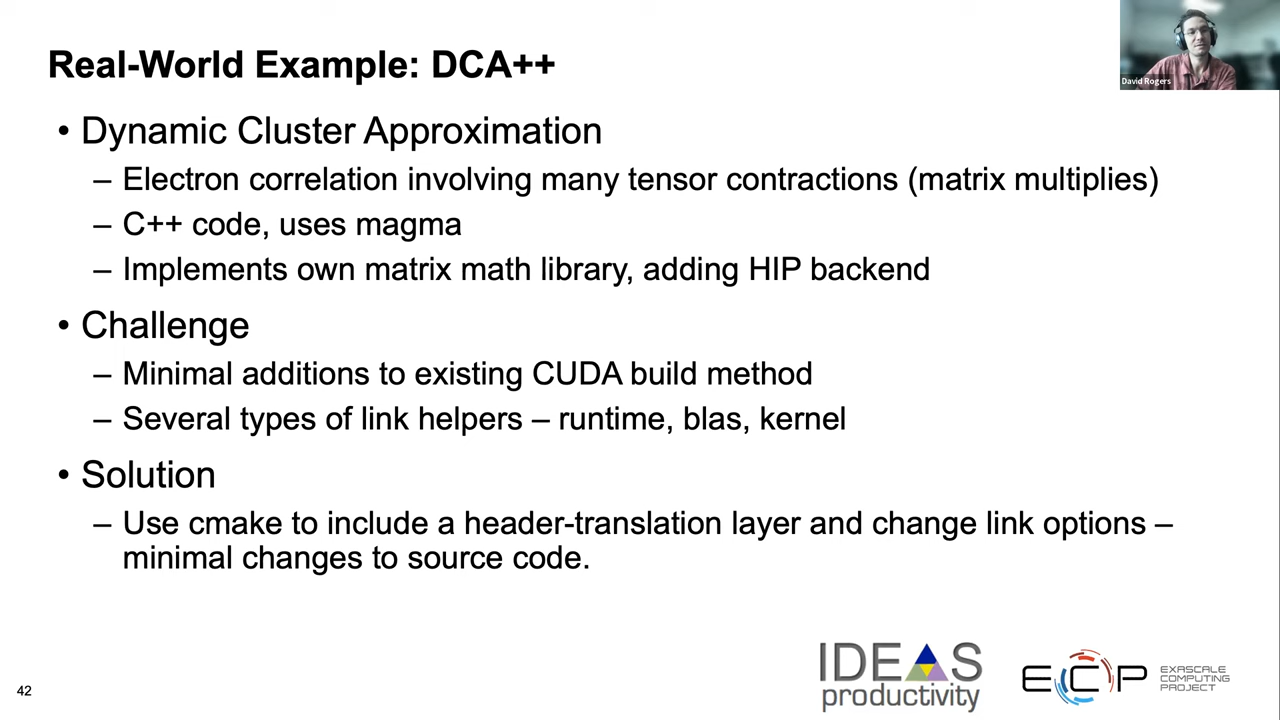 Real-World Example: DCA++
David Rogers
• Dynamic Cluster Approximation
– Electron correlation involving many tensor contractions (matrix multiplies)
– C++ code, uses magma
– Implements own matrix math library, adding HIP backend
• Challenge
– Minimal additions to existing CUDA build method
– Several types of link helpers – runtime, blas, kernel
• Solution
– Use cmake to include a header-translation layer and change link options –
minimal changes to source code.
42
IDEAS
productivity
ECP
EXASCALE
COMPUTING
PROJECT